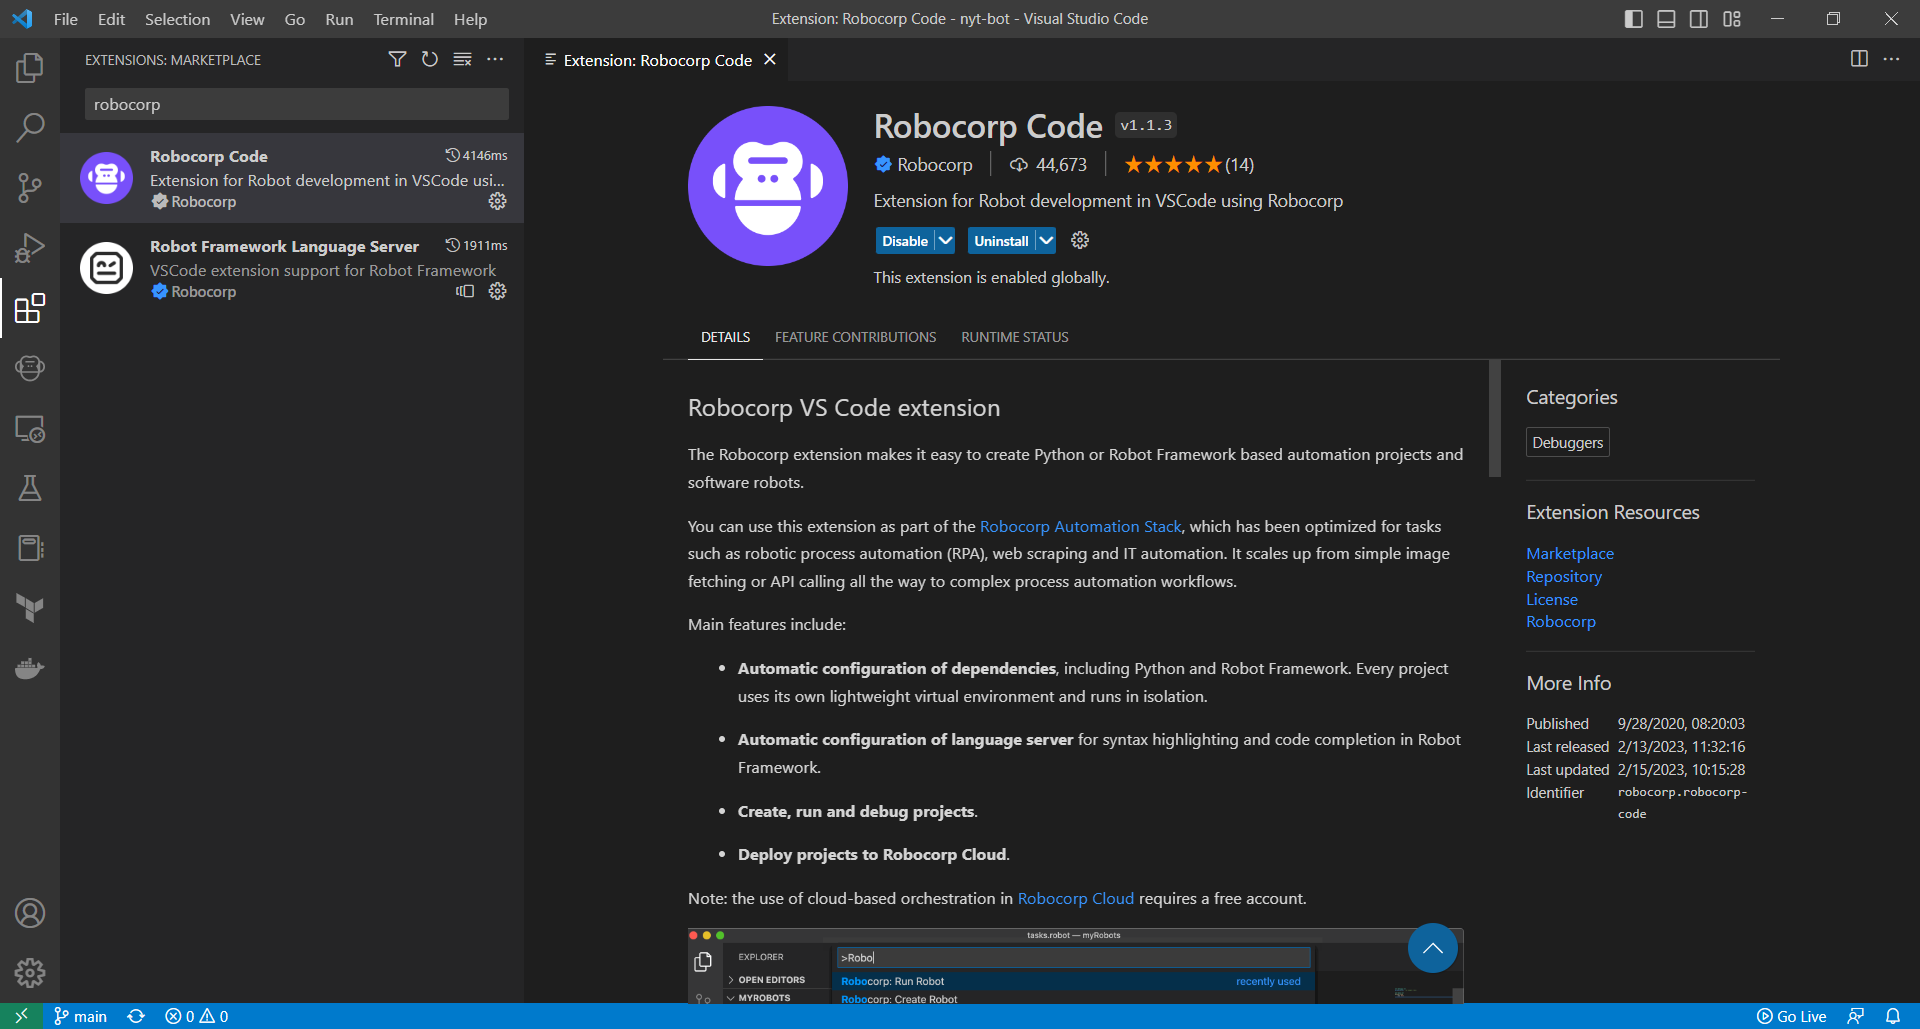 File Edit Selection View Go Run Terminal Help
Extension: Robocorp Code - nyt-bot - Visual Studio Code
EXTENSIONS: MARKETPLACE
robocorp
Robocorp Code 4146ms
Extension for Robot development in VSCode usi...
Robocorp
Robot Framework Language Server 1911ms
VSCode extension support for Robot Framework
Robocorp
Extension: Robocorp Code
Robocorp Code v1.1.3
Robocorp 44,673 (14)
Extension for Robot development in VSCode using Robocorp
Disable Uninstall
This extension is enabled globally.
DETAILS FEATURE CONTRIBUTIONS RUNTIME STATUS
Robocorp VS Code extension
The Robocorp extension makes it easy to create Python or Robot Framework based automation projects and
software robots.
You can use this extension as part of the Robocorp Automation Stack, which has been optimized for tasks
such as robotic process automation (RPA), web scraping and IT automation. It scales up from simple image
fetching or API calling all the way to complex process automation workflows.
Main features include:
• Automatic configuration of dependencies, including Python and Robot Framework. Every project
uses its own lightweight virtual environment and runs in isolation.
• Automatic configuration of language server for syntax highlighting and code completion in Robot
Framework.
• Create, run and debug projects.
• Deploy projects to Robocorp Cloud.
Note: the use of cloud-based orchestration in Robocorp Cloud requires a free account.
tasks.robot — myRobots
EXPLORER
>Robo
OPEN EDITORS
Robocorp: Run Robot recently used
MYROBOTS
Robocorp: Create Robot
Categories
Debuggers
Extension Resources
Marketplace
Repository
License
Robocorp
More Info
Published 9/28/2020, 08:20:03
Last released 2/13/2023, 11:32:16
Last updated 2/15/2023, 10:15:28
Identifier robocorp.robocorp-
code
main 0 0 Go Live